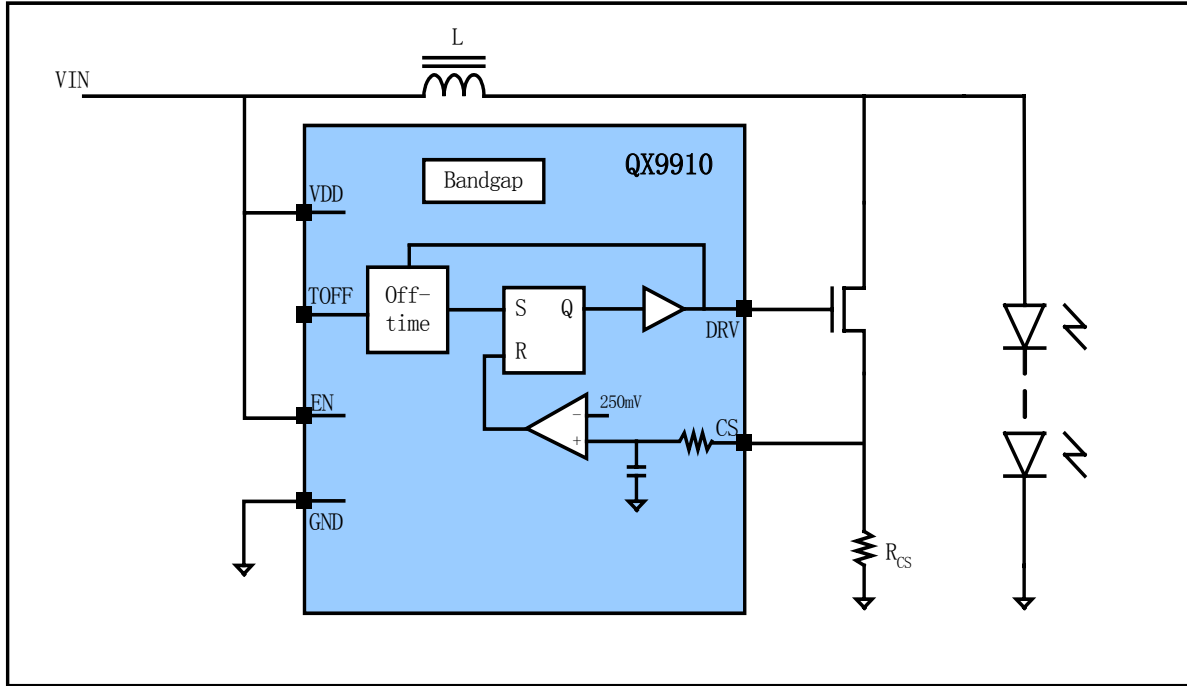 L
VIN
QX9910
Bandgap
VDD
TOFF
Off-
time
S Q
R
DRV
EN
250mV
-
+
CS
GND
RCS